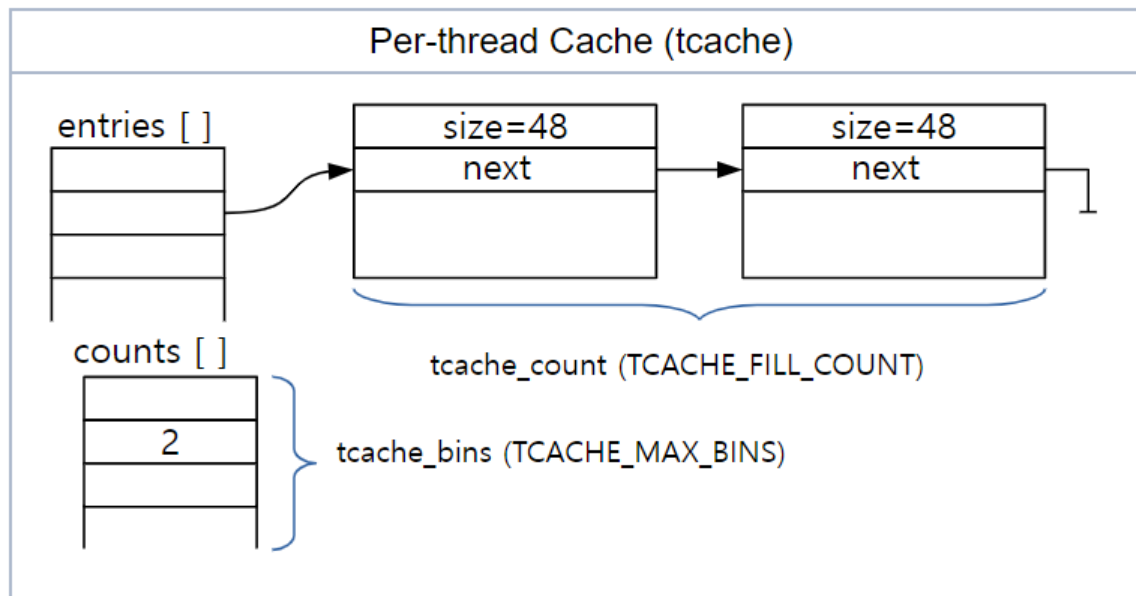 Per-thread Cache (tcache)
entries [ ]
size=48
next
size=48
next
counts [ ]
2
tcache_count (TCACHE_FILL_COUNT)
tcache_bins (TCACHE_MAX_BINS)